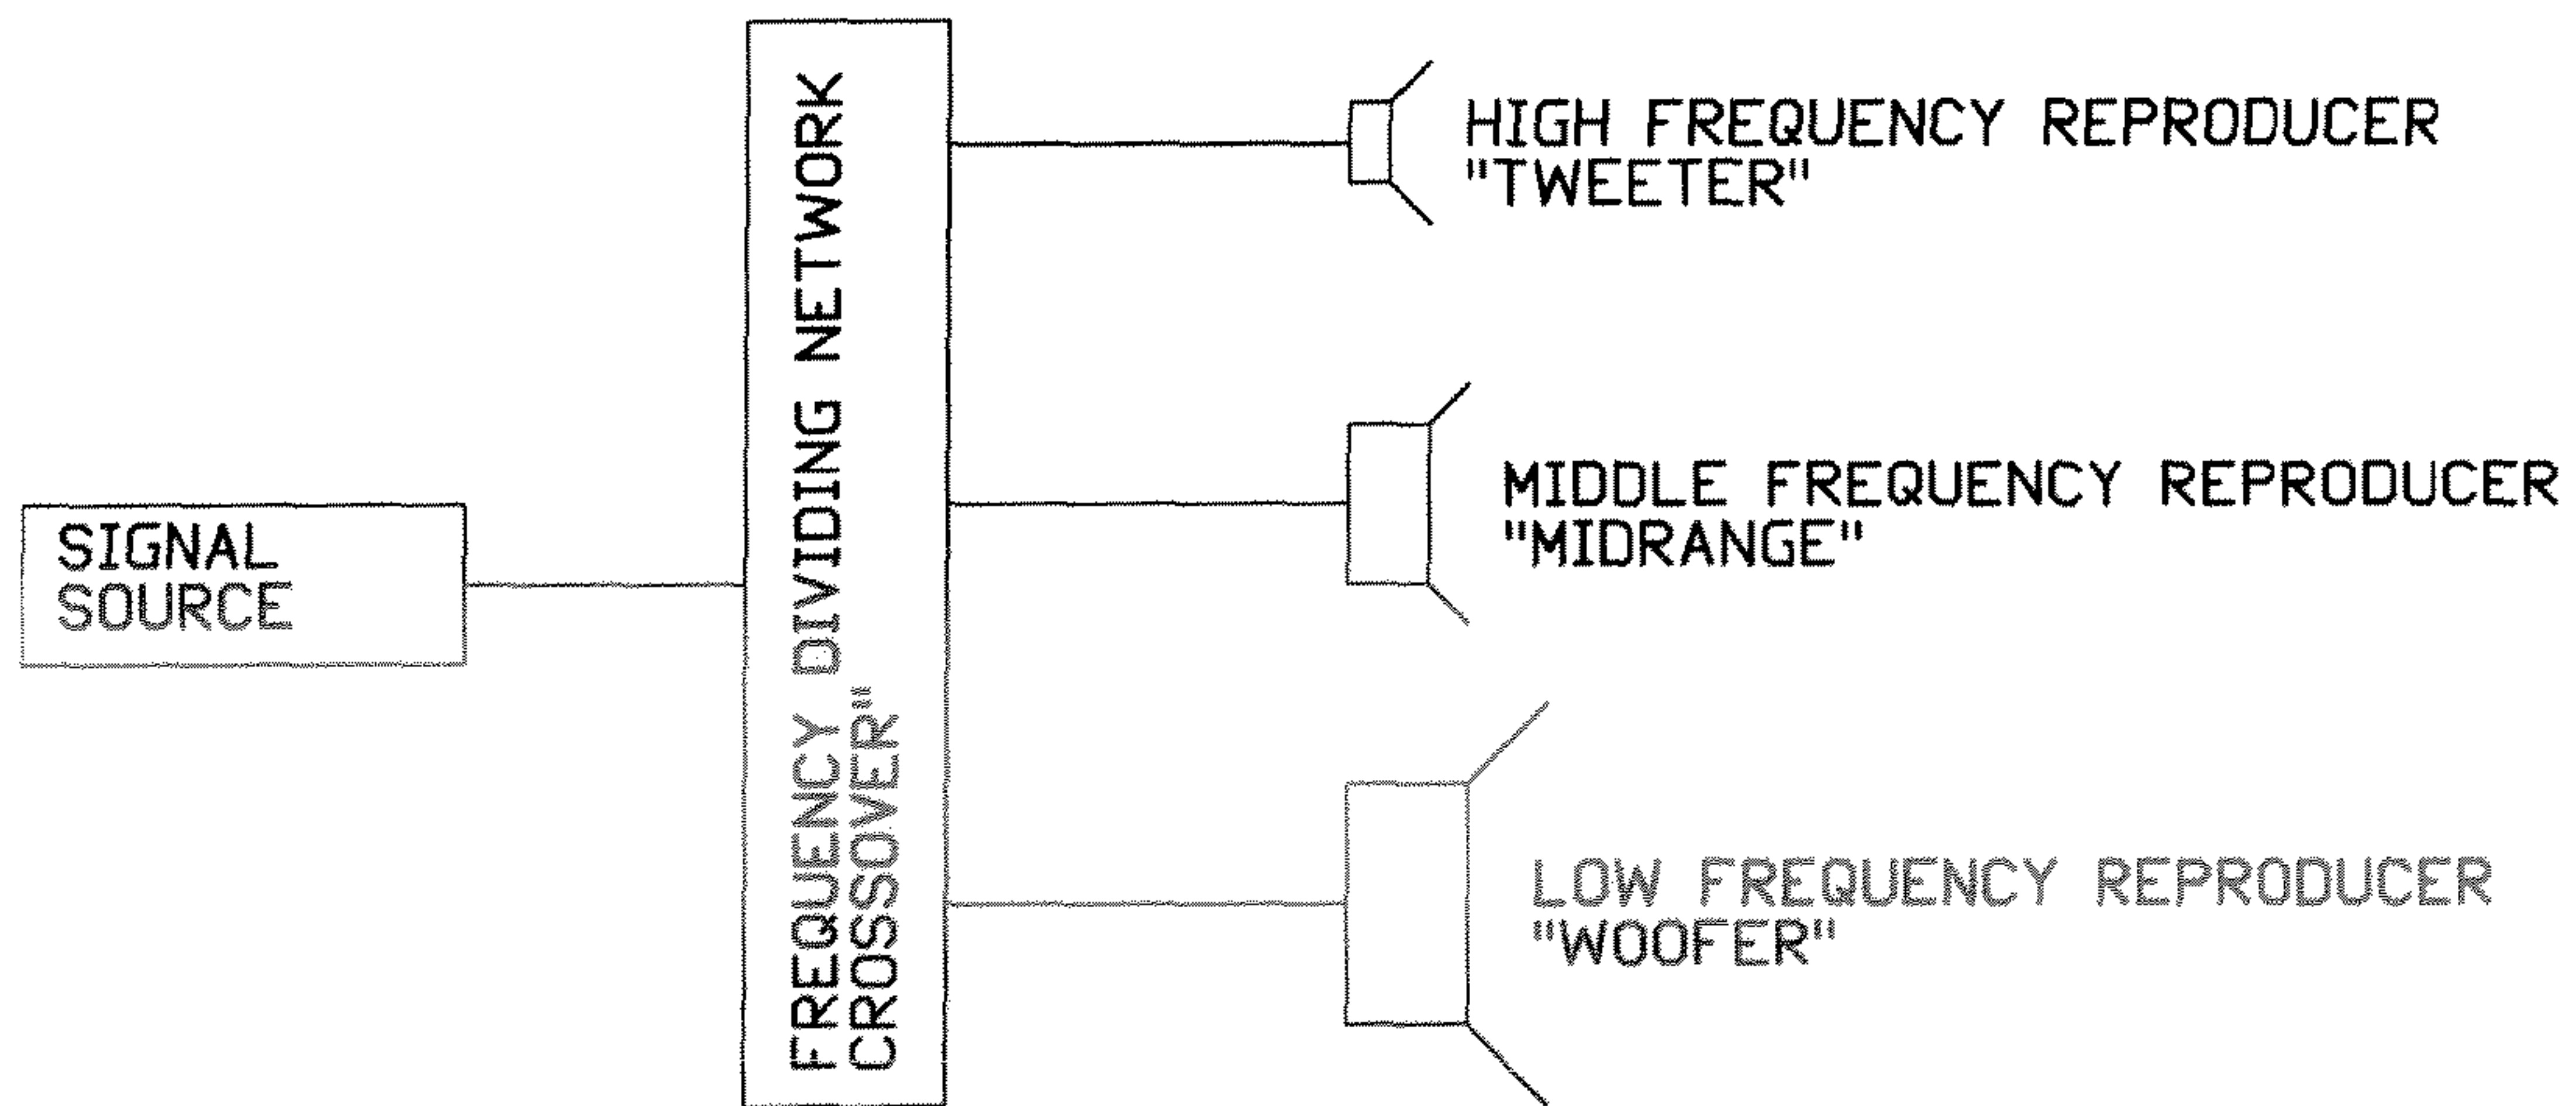 SIGNAL
SOURCE
FREQUENCY DIVIDING NETWORK
CROSSOVER"
HIGH FREQUENCY REPRODUCER
"TWEETER"
MIDDLE FREQUENCY REPRODUCER
"MIDRANGE"
LOW FREQUENCY REPRODUCER
"WOOFER"